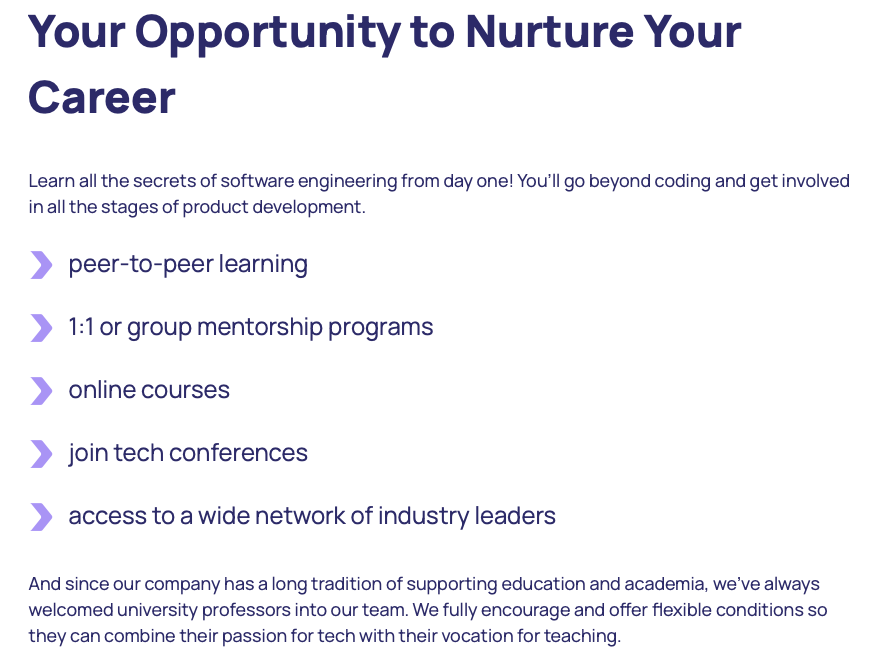 Your Opportunity to Nurture Your
Career
Learn all the secrets of software engineering from day one! You’ll go beyond coding and get involved
in all the stages of product development.
peer-to-peer learning
1:1 or group mentorship programs
online courses
join tech conferences
access to a wide network of industry leaders
And since our company has a long tradition of supporting education and academia, we’ve always
welcomed university professors into our team. We fully encourage and offer flexible conditions so
they can combine their passion for tech with their vocation for teaching.